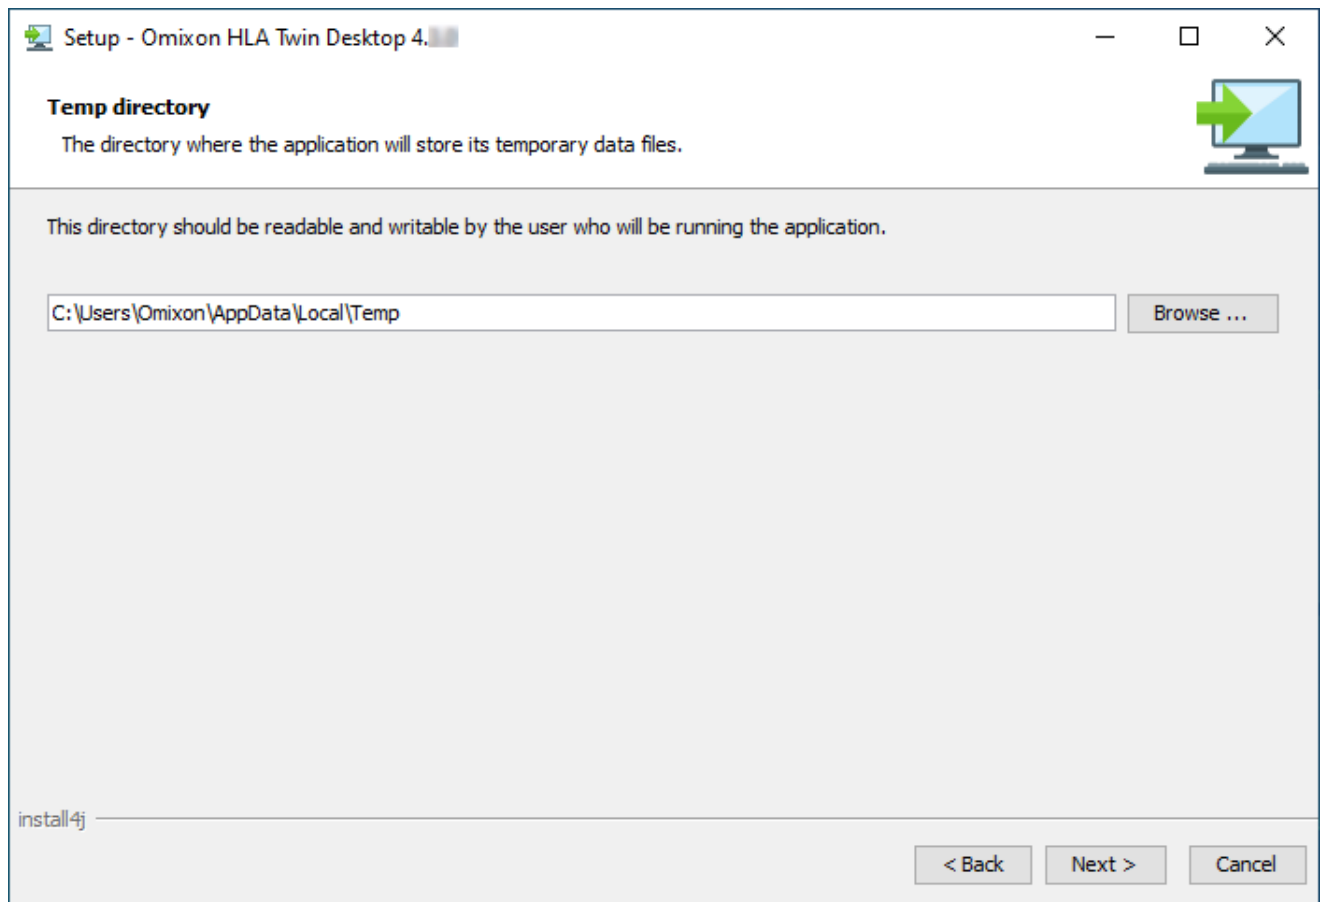 Setup - Omixon HLA Twin Desktop 4.
Temp directory
The directory where the application will store its temporary data files.
This directory should be readable and writable by the user who will be running the application.
C:\Users\Omixon\AppData\Local\Temp
Browse ...
install4j
< Back
Next >
Cancel